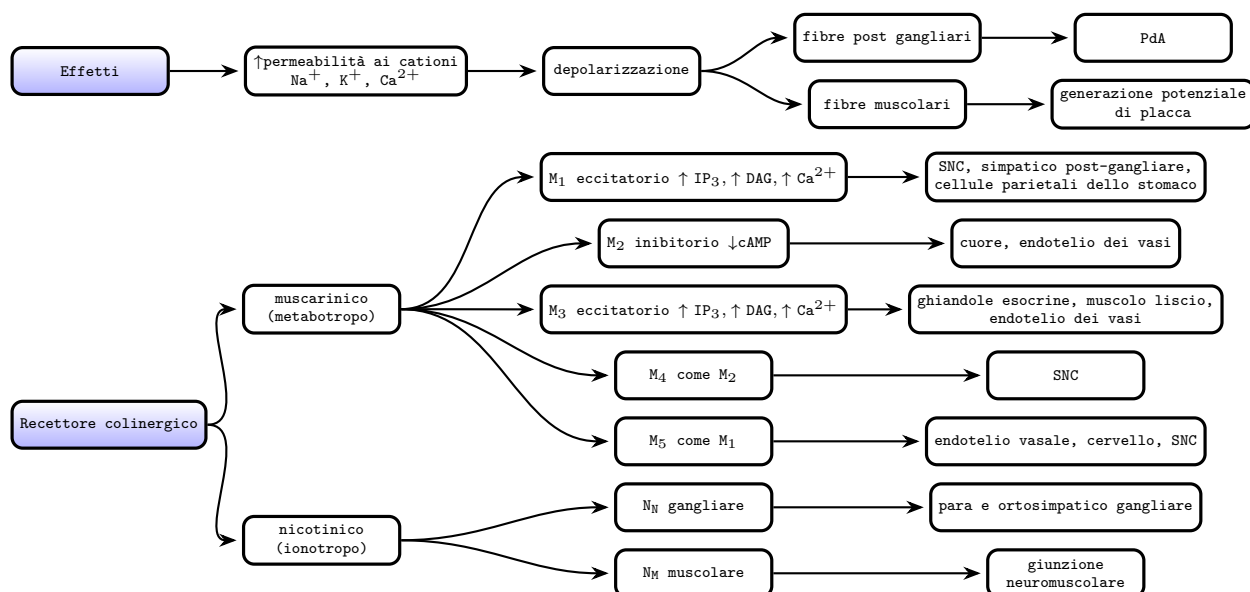 Effetti
↑permeabilità ai cationi
Na⁺, K⁺, Ca²⁺
depolarizzazione
fibre post gangliari
PdA
fibre muscolari
generazione potenziale
di placca
Recettore colinergico
muscarinico
(metabotropo)
M₁ eccitatorio ↑ IP₃, ↑ DAG, ↑ Ca²⁺
SNC, simpatico post-gangliare,
cellule parietali dello stomaco
M₂ inibitorio ↓cAMP
cuore, endotelio dei vasi
M₃ eccitatorio ↑ IP₃, ↑ DAG, ↑ Ca²⁺
ghiandole esocrine, muscolo liscio,
endotelio dei vasi
M₄ come M₂
SNC
M₅ come M₁
endotelio vasale, cervello, SNC
nicotinico
(ionotropo)
N_N gangliare
para e ortosimpatico gangliare
N_M muscolare
giunzione
neuromuscolare